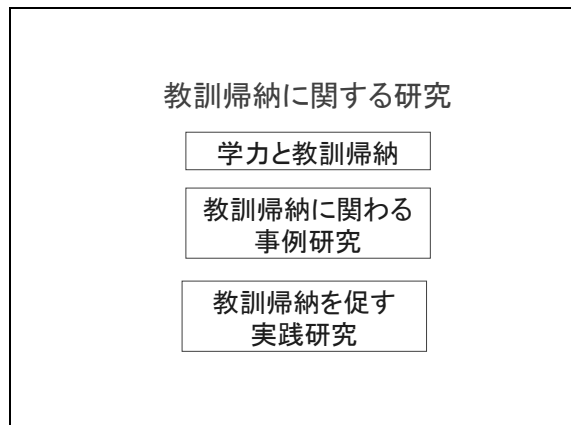 教訓帰納に関する研究
学力と教訓帰納
教訓帰納に関わる
事例研究
教訓帰納を促す
実践研究